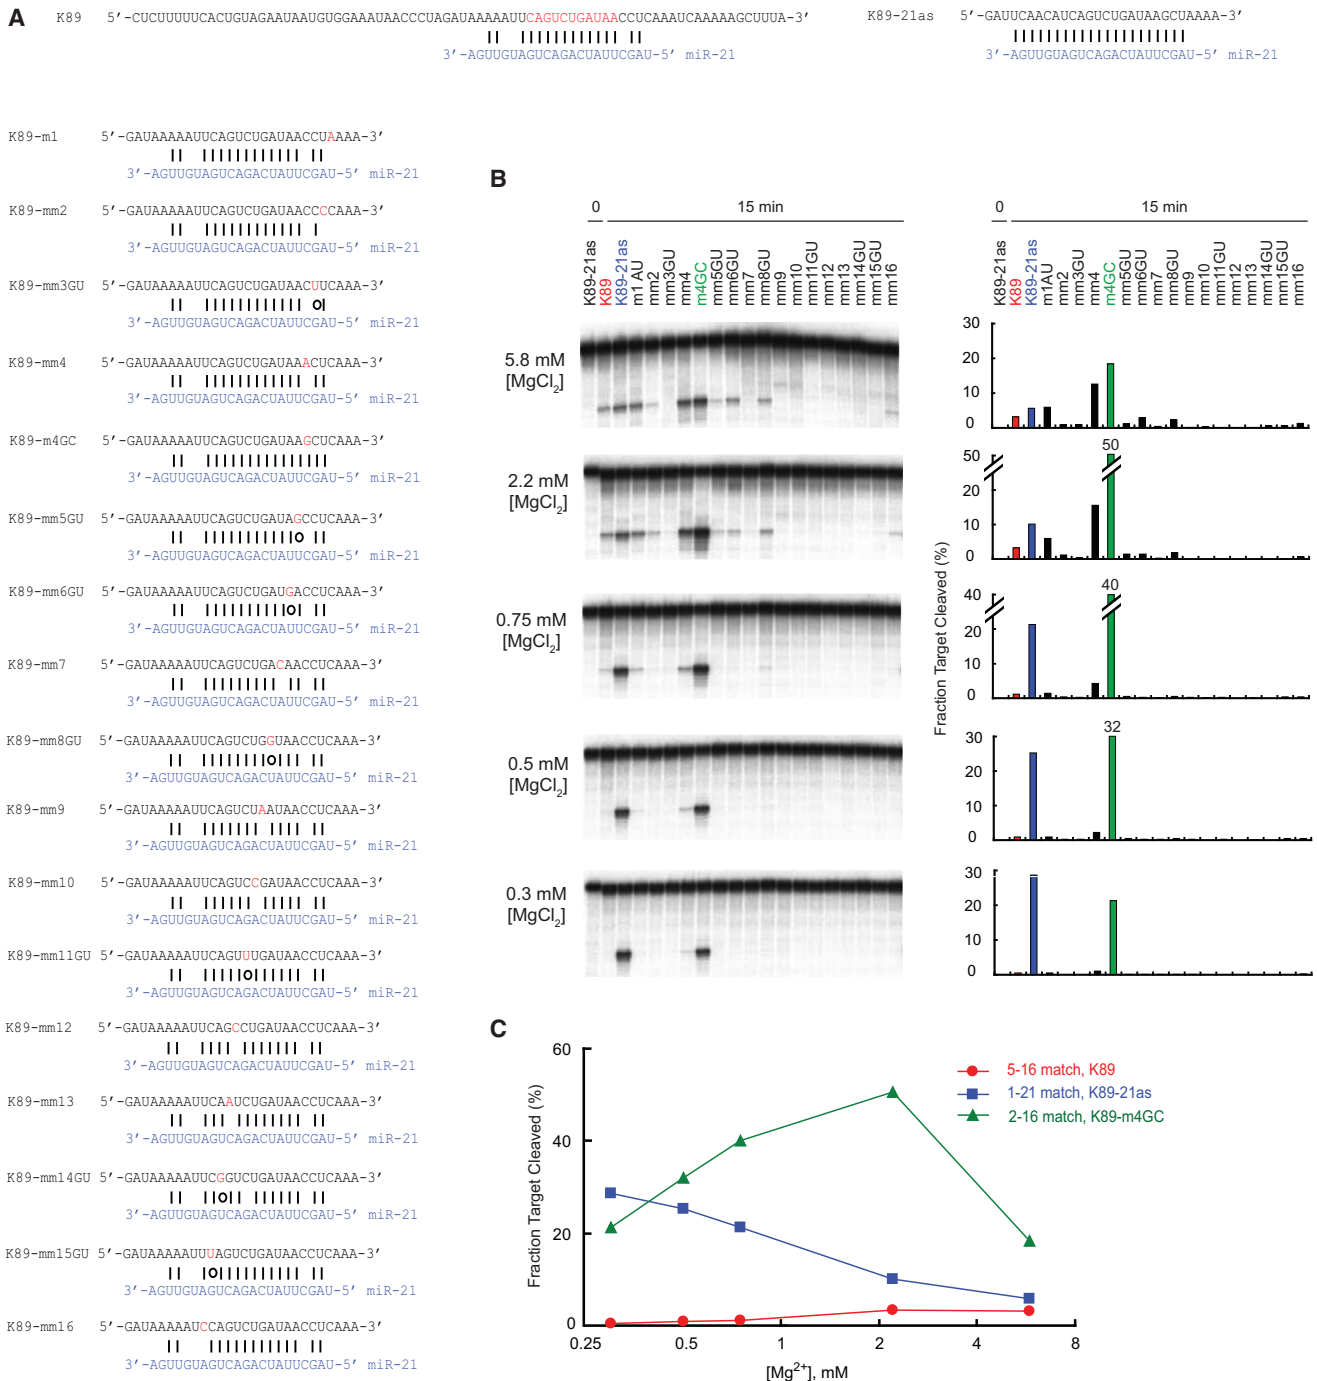 A
K89 5′-CUCUUUUUCACUGUAGAAUAAUGUGGAAAUAACCCUAGAUAAAAAUUCAGUCUGAUAACCUCAAAUCAAAAAGCUUUA-3′
3′-AGUUGUAGUCAGACUAUUCGAU-5′ miR-21
K89-21as 5′-GAUUCAACAUCAGUCUGAUAAGCUAAAA-3′
3′-AGUUGUAGUCAGACUAUUCGAU-5′ miR-21
K89-m1 5′-GAUAAAAAUUCAGUCUGAUAACCUAAAA-3′
3′-AGUUGUAGUCAGACUAUUCGAU-5′ miR-21
K89-mm2 5′-GAUAAAAAUUCAGUCUGAUAACCCCAAA-3′
3′-AGUUGUAGUCAGACUAUUCGAU-5′ miR-21
K89-mm3GU 5′-GAUAAAAAUUCAGUCUGAUAACUUCAAA-3′
3′-AGUUGUAGUCAGACUAUUCGAU-5′ miR-21
K89-mm4 5′-GAUAAAAAUUCAGUCUGAUAAACUCAAA-3′
3′-AGUUGUAGUCAGACUAUUCGAU-5′ miR-21
K89-m4GC 5′-GAUAAAAAUUCAGUCUGAUAAGCUCAAA-3′
3′-AGUUGUAGUCAGACUAUUCGAU-5′ miR-21
K89-mm5GU 5′-GAUAAAAAUUCAGUCUGAUAGCCUCAAA-3′
3′-AGUUGUAGUCAGACUAUUCGAU-5′ miR-21
K89-mm6GU 5′-GAUAAAAAUUCAGUCUGAUGACCUCAAA-3′
3′-AGUUGUAGUCAGACUAUUCGAU-5′ miR-21
K89-mm7 5′-GAUAAAAAUUCAGUCUGACAACCUCAAA-3′
3′-AGUUGUAGUCAGACUAUUCGAU-5′ miR-21
K89-mm8GU 5′-GAUAAAAAUUCAGUCUGGUAACCUCAAA-3′
3′-AGUUGUAGUCAGACUAUUCGAU-5′ miR-21
K89-mm9 5′-GAUAAAAAUUCAGUCUAAUAACCUCAAA-3′
3′-AGUUGUAGUCAGACUAUUCGAU-5′ miR-21
K89-mm10 5′-GAUAAAAAUUCAGUCCGAUAACCUCAAA-3′
3′-AGUUGUAGUCAGACUAUUCGAU-5′ miR-21
K89-mm11GU 5′-GAUAAAAAUUCAGUUUGAUAACCUCAAA-3′
3′-AGUUGUAGUCAGACUAUUCGAU-5′ miR-21
K89-mm12 5′-GAUAAAAAUUCAGCCUGAUAACCUCAAA-3′
3′-AGUUGUAGUCAGACUAUUCGAU-5′ miR-21
K89-mm13 5′-GAUAAAAAUUCAAUCUGAUAACCUCAAA-3′
3′-AGUUGUAGUCAGACUAUUCGAU-5′ miR-21
K89-mm14GU 5′-GAUAAAAAUUCGGUCUGAUAACCUCAAA-3′
3′-AGUUGUAGUCAGACUAUUCGAU-5′ miR-21
K89-mm15GU 5′-GAUAAAAAUUUAGUCUGAUAACCUCAAA-3′
3′-AGUUGUAGUCAGACUAUUCGAU-5′ miR-21
K89-mm16 5′-GAUAAAAAUCCAGUCUGAUAACCUCAAA-3′
3′-AGUUGUAGUCAGACUAUUCGAU-5′ miR-21
B
0 15 min
K89-21as
K89
K89-21as
m1 AU
mm2
mm3GU
mm4
m4GC
mm5GU
mm6GU
mm7
mm8GU
mm9
mm10
mm11GU
mm12
mm13
mm14GU
mm15GU
mm16
0 15 min
K89-21as
K89
K89-21as
m1AU
mm2
mm3GU
mm4
m4GC
mm5GU
mm6GU
mm7
mm8GU
mm9
mm10
mm11GU
mm12
mm13
mm14GU
mm15GU
mm16
5.8 mM
[MgCl2]
2.2 mM
[MgCl2]
0.75 mM
[MgCl2]
0.5 mM
[MgCl2]
0.3 mM
[MgCl2]
Fraction Target Cleaved (%)
30
20
10
0
50
50
20
10
0
40
40
20
10
0
32
30
20
10
0
30
20
10
0
C
Fraction Target Cleaved (%)
60
40
20
0
0.25 0.5 1 2 4 8
[Mg2+], mM
5-16 match, K89
1-21 match, K89-21as
2-16 match, K89-m4GC